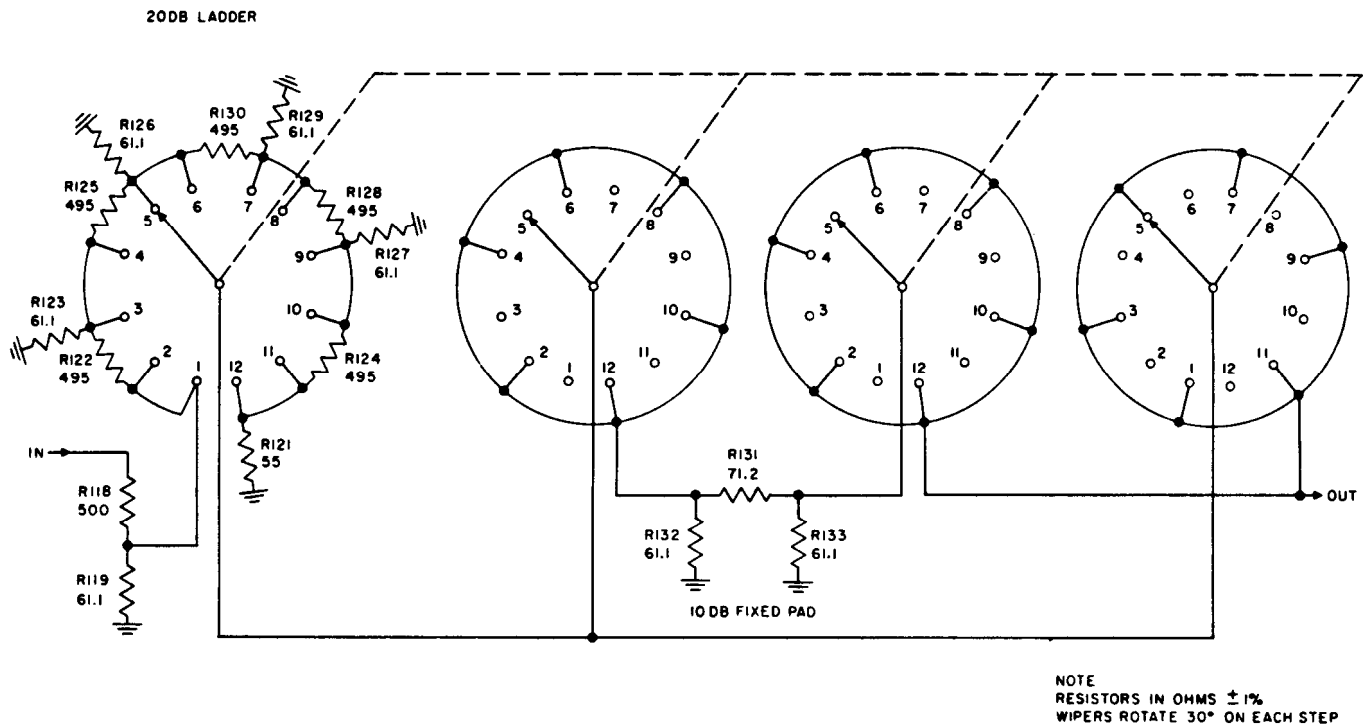 20DB LADDER
R130
495
R129
61.1
R126
61.1
R125
495
R128
495
R127
61.1
R123
61.1
R122
495
R124
495
1
2
3
4
5
6
7
8
9
10
11
12
R121
55
IN
R118
500
R119
61.1
1
2
3
4
5
6
7
8
9
10
11
12
1
2
3
4
5
6
7
8
9
10
11
12
1
2
3
4
5
6
7
8
9
10
11
12
R131
71.2
R132
61.1
R133
61.1
10DB FIXED PAD
OUT
NOTE
RESISTORS IN OHMS ±1%
WIPERS ROTATE 30° ON EACH STEP